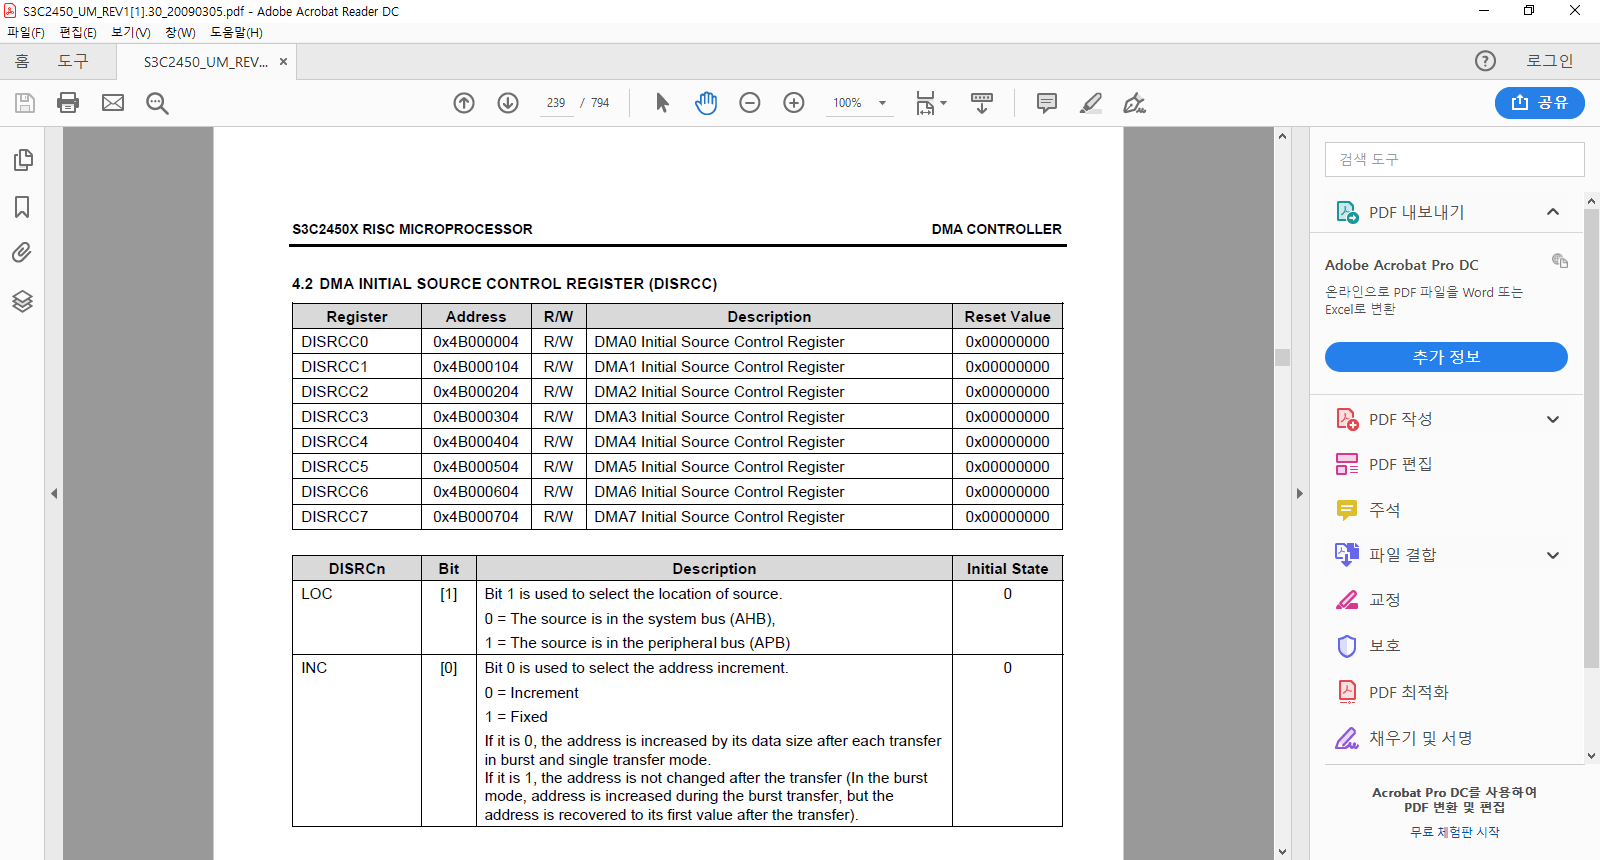 S3C2450_UM_REV1[1].30_20090305.pdf - Adobe Acrobat Reader DC
파일(F) 편집(E) 보기(V) 창(W) 도움말(H)
홈 도구 S3C2450_UM_REV... × 로그인
239 / 794 100% 공유
S3C2450X RISC MICROPROCESSOR DMA CONTROLLER
4.2 DMA INITIAL SOURCE CONTROL REGISTER (DISRCC)
Register Address R/W Description Reset Value
DISRCC0 0x4B000004 R/W DMA0 Initial Source Control Register 0x00000000
DISRCC1 0x4B000104 R/W DMA1 Initial Source Control Register 0x00000000
DISRCC2 0x4B000204 R/W DMA2 Initial Source Control Register 0x00000000
DISRCC3 0x4B000304 R/W DMA3 Initial Source Control Register 0x00000000
DISRCC4 0x4B000404 R/W DMA4 Initial Source Control Register 0x00000000
DISRCC5 0x4B000504 R/W DMA5 Initial Source Control Register 0x00000000
DISRCC6 0x4B000604 R/W DMA6 Initial Source Control Register 0x00000000
DISRCC7 0x4B000704 R/W DMA7 Initial Source Control Register 0x00000000
DISRCn Bit Description Initial State
LOC [1] Bit 1 is used to select the location of source. 0
0 = The source is in the system bus (AHB),
1 = The source is in the peripheral bus (APB)
INC [0] Bit 0 is used to select the address increment. 0
0 = Increment
1 = Fixed
If it is 0, the address is increased by its data size after each transfer
in burst and single transfer mode.
If it is 1, the address is not changed after the transfer (In the burst
mode, address is increased during the burst transfer, but the
address is recovered to its first value after the transfer).
검색 도구
PDF 내보내기
Adobe Acrobat Pro DC
온라인으로 PDF 파일을 Word 또는
Excel로 변환
추가 정보
PDF 작성
PDF 편집
주석
파일 결합
교정
보호
PDF 최적화
채우기 및 서명
Acrobat Pro DC를 사용하여
PDF 변환 및 편집
무료 체험판 시작